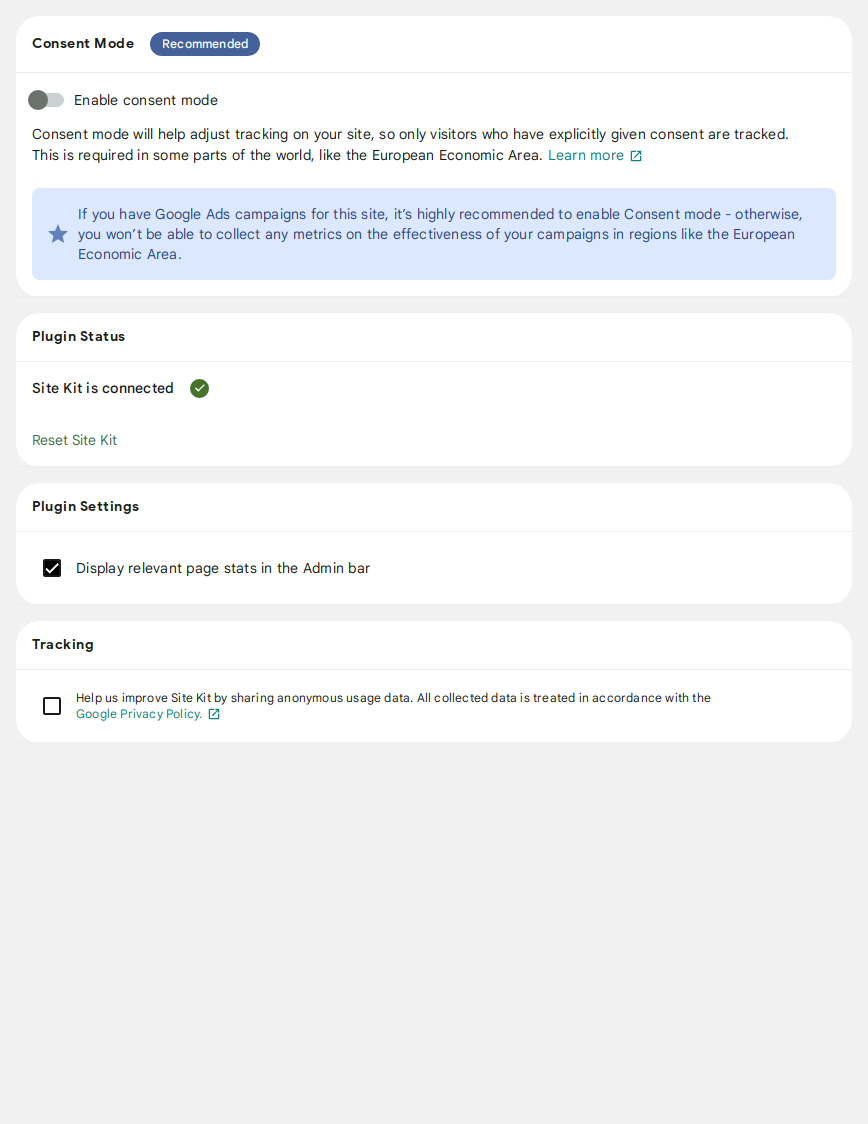 Consent Mode
Recommended
Enable consent mode
Consent mode will help adjust tracking on your site, so only visitors who have explicitly given consent are tracked.
This is required in some parts of the world, like the European Economic Area. Learn more
If you have Google Ads campaigns for this site, it’s highly recommended to enable Consent mode - otherwise,
you won’t be able to collect any metrics on the effectiveness of your campaigns in regions like the European
Economic Area.
Plugin Status
Site Kit is connected
Reset Site Kit
Plugin Settings
Display relevant page stats in the Admin bar
Tracking
Help us improve Site Kit by sharing anonymous usage data. All collected data is treated in accordance with the
Google Privacy Policy.